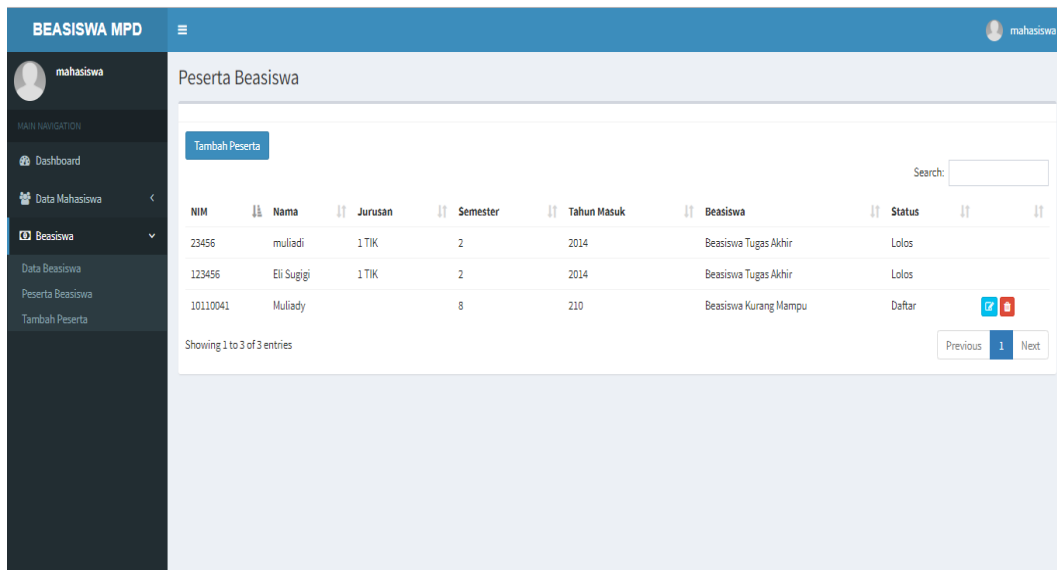 BEASISWA MPD
mahasiswa
mahasiswa
MAIN NAVIGATION
Dashboard
Data Mahasiswa
Beasiswa
Data Beasiswa
Peserta Beasiswa
Tambah Peserta
Peserta Beasiswa
Tambah Peserta
Search:
NIM Nama Jurusan Semester Tahun Masuk Beasiswa Status
23456 muliadi 1 TIK 2 2014 Beasiswa Tugas Akhir Lolos
123456 Eli Sugigi 1 TIK 2 2014 Beasiswa Tugas Akhir Lolos
10110041 Muliady 8 210 Beasiswa Kurang Mampu Daftar
Showing 1 to 3 of 3 entries
Previous 1 Next